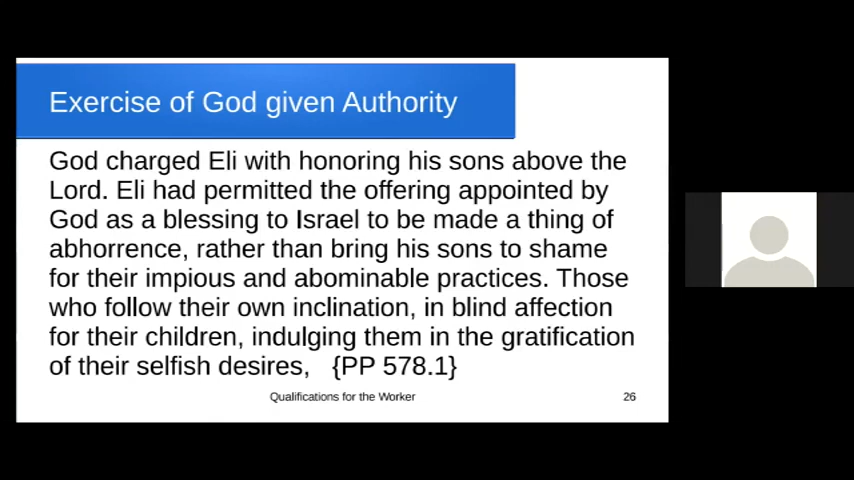 Exercise of God given Authority
God charged Eli with honoring his sons above the
Lord. Eli had permitted the offering appointed by
God as a blessing to Israel to be made a thing of
abhorrence, rather than bring his sons to shame
for their impious and abominable practices. Those
who follow their own inclination, in blind affection
for their children, indulging them in the gratification
of their selfish desires, {PP 578.1}
Qualifications for the Worker
26